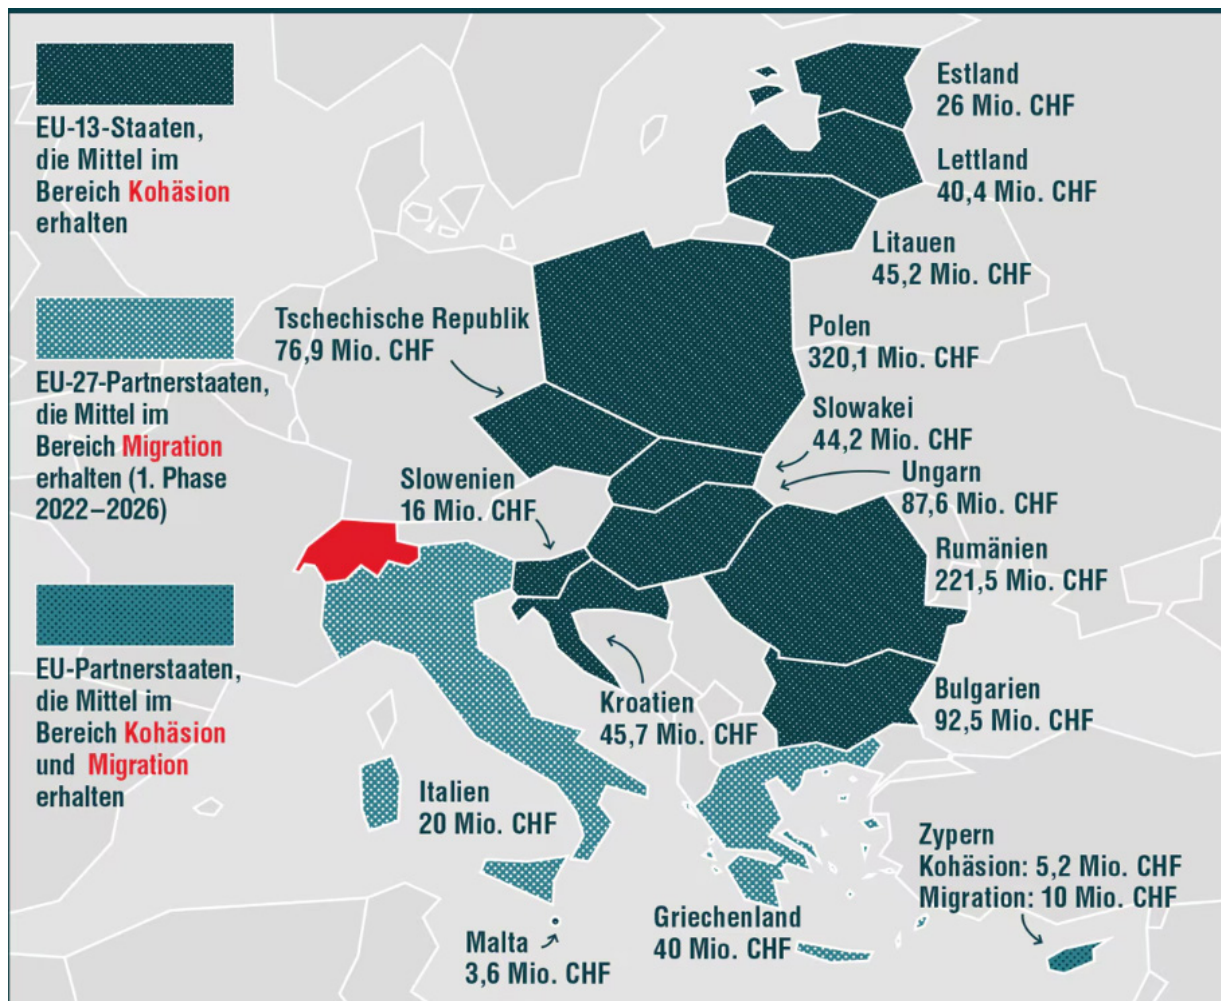 EU-13-Staaten,
die Mittel im
Bereich Kohäsion
erhalten
EU-27-Partnerstaaten,
die Mittel im
Bereich Migration
erhalten (1. Phase
2022–2026)
EU-Partnerstaaten,
die Mittel im
Bereich Kohäsion
und Migration
erhalten
Estland
26 Mio. CHF
Lettland
40,4 Mio. CHF
Litauen
45,2 Mio. CHF
Tschechische Republik
76,9 Mio. CHF
Polen
320,1 Mio. CHF
Slowakei
44,2 Mio. CHF
Ungarn
87,6 Mio. CHF
Slowenien
16 Mio. CHF
Rumänien
221,5 Mio. CHF
Kroatien
45,7 Mio. CHF
Bulgarien
92,5 Mio. CHF
Italien
20 Mio. CHF
Zypern
Kohäsion: 5,2 Mio. CHF
Migration: 10 Mio. CHF
Griechenland
40 Mio. CHF
Malta
3,6 Mio. CHF